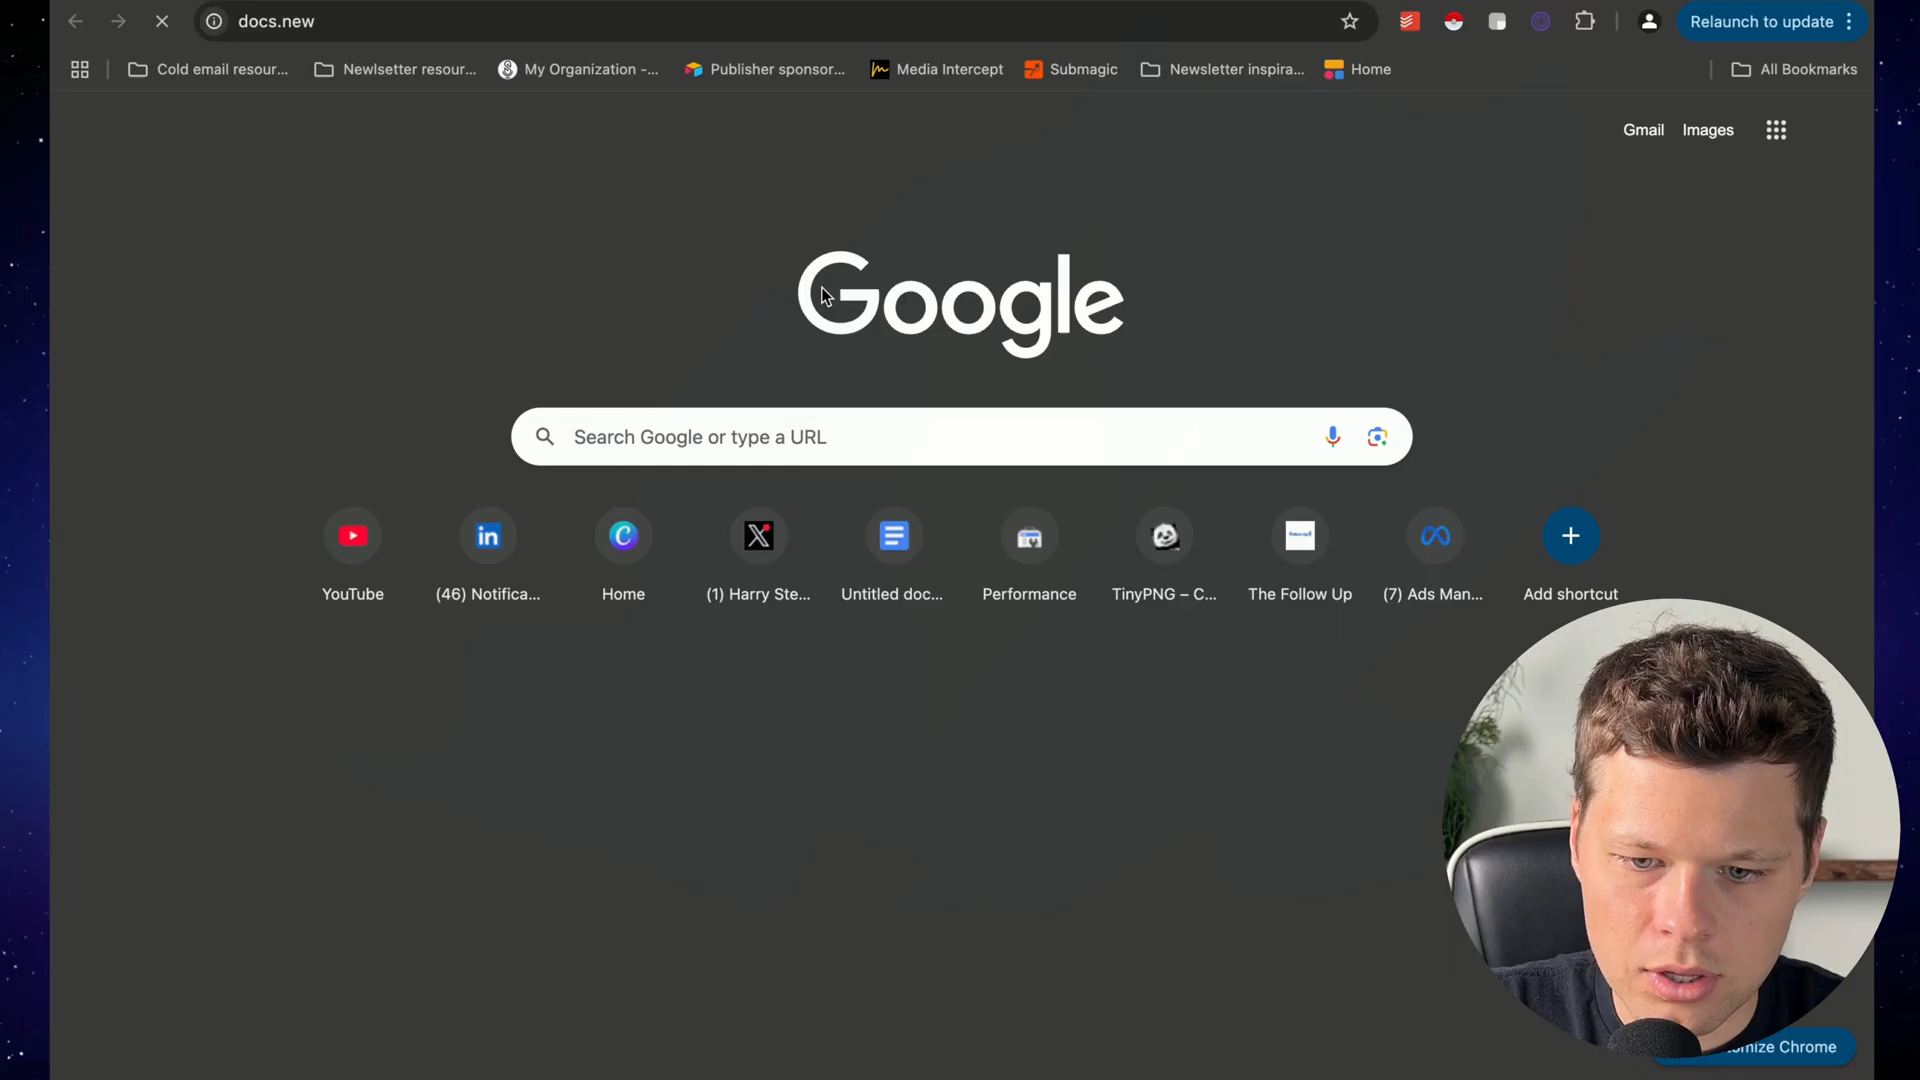 docs.new
Relaunch to update
Cold email resour...
Newlsetter resour...
My Organization -...
Publisher sponsor...
Media Intercept
Submagic
Newsletter inspira...
Home
All Bookmarks
Gmail
Images
Google
Search Google or type a URL
YouTube
(46) Notifica...
Home
(1) Harry Ste...
Untitled doc...
Performance
TinyPNG – C...
The Follow Up
(7) Ads Man...
Add shortcut
omize Chrome